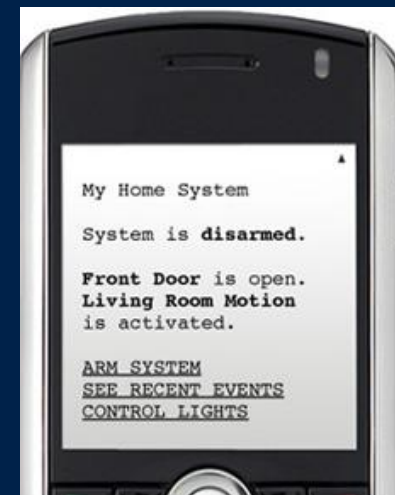 My Home System
System is disarmed.
Front Door is open.
Living Room Motion
is activated.
ARM SYSTEM
SEE RECENT EVENTS
CONTROL LIGHTS